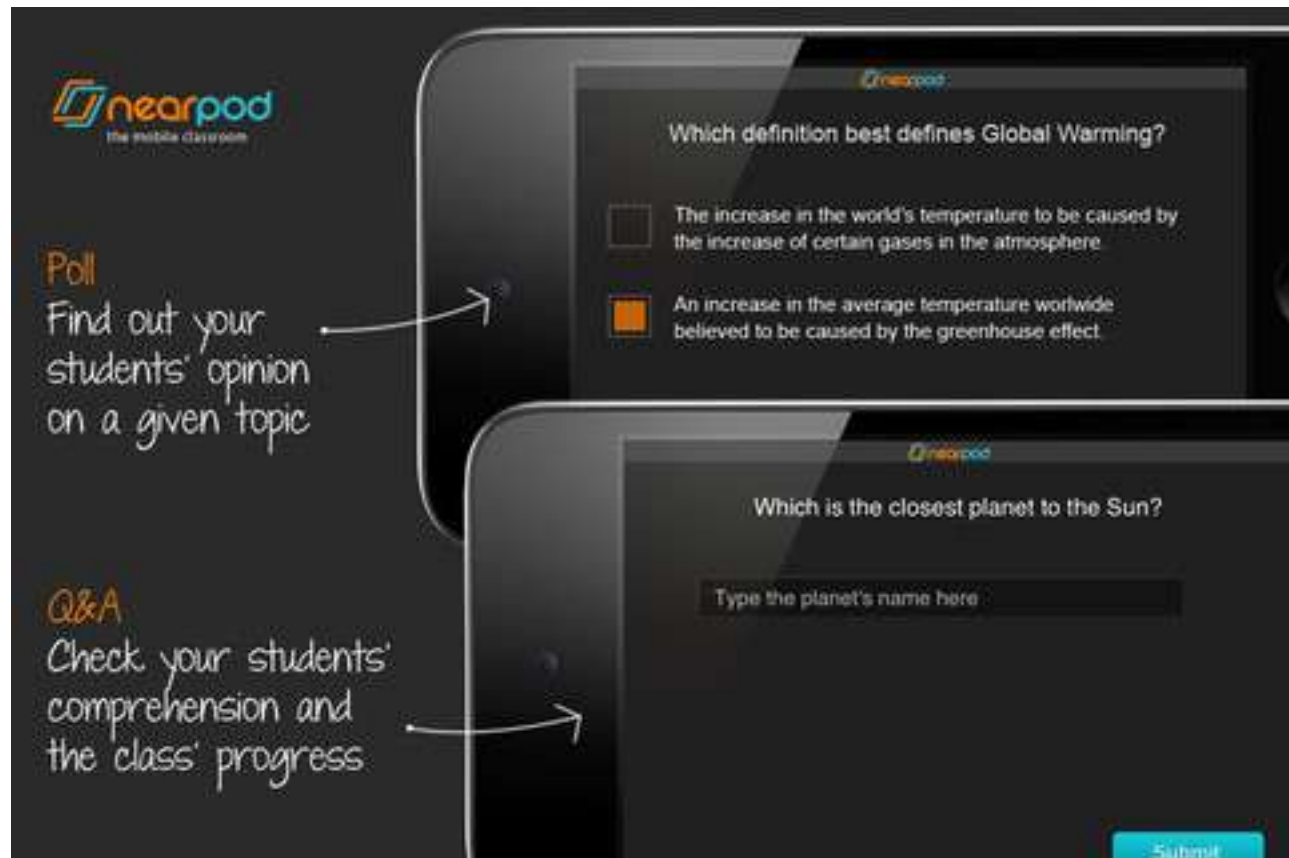 nearpod
the mobile classroom
Poll
Find out your
students' opinion
on a given topic
nearpod
Which definition best defines Global Warming?
The increase in the world's temperature to be caused by
the increase of certain gases in the atmosphere.
An increase in the average temperature worlwide
believed to be caused by the greenhouse effect.
Q&A
Check your students'
comprehension and
the class' progress
nearpod
Which is the closest planet to the Sun?
Type the planet's name here
Submit